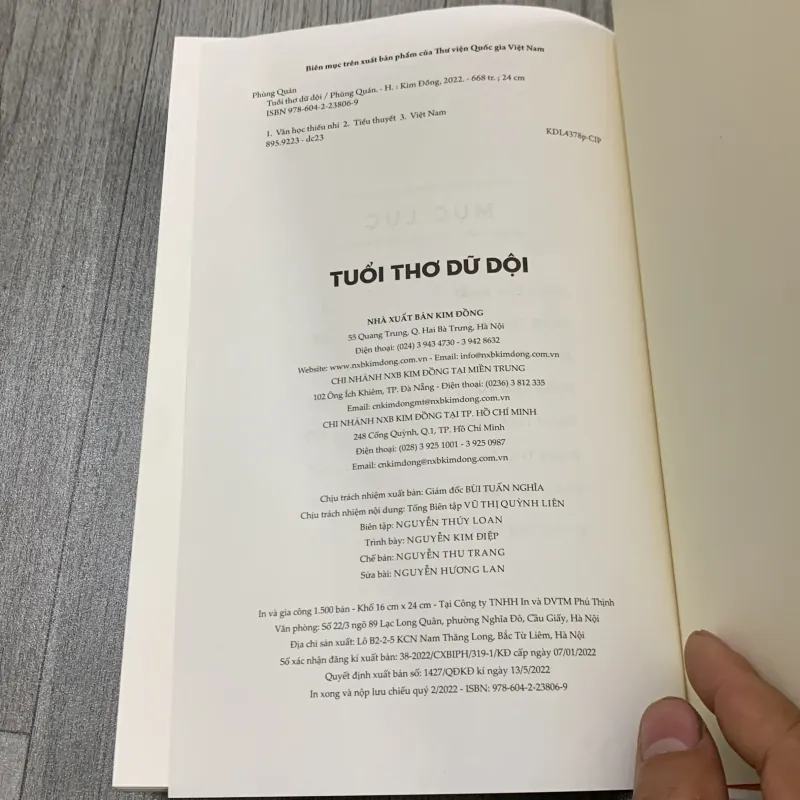 Biên mục trên xuất bản phẩm của Thư viện Quốc gia Việt Nam
Phùng Quán
Tuổi thơ dữ dội / Phùng Quán. - H. : Kim Đồng, 2022. - 668 tr. ; 24 cm
ISBN 978-604-2-23806-9
1. Văn học thiếu nhi 2. Tiểu thuyết 3. Việt Nam
895.9223 - dc23
KDL4378p-CIP
MỤC LỤC
TUỔI THƠ DỮ DỘI
NHÀ XUẤT BẢN KIM ĐỒNG
55 Quang Trung, Q. Hai Bà Trưng, Hà Nội
Điện thoại: (024) 3 943 4730 - 3 942 8632
Website: www.nxbkimdong.com.vn - Email: info@nxbkimdong.com.vn
CHI NHÁNH NXB KIM ĐỒNG TẠI MIỀN TRUNG
102 Ông Ích Khiêm, TP. Đà Nẵng - Điện thoại: (0236) 3 812 335
Email: cnkimdongmt@nxbkimdong.com.vn
CHI NHÁNH NXB KIM ĐỒNG TẠI TP. HỒ CHÍ MINH
248 Cống Quỳnh, Q.1, TP. Hồ Chí Minh
Điện thoại: (028) 3 925 1001 - 3 925 0987
Email: cnkimdong@nxbkimdong.com.vn
Chịu trách nhiệm xuất bản: Giám đốc BÙI TUẤN NGHĨA
Chịu trách nhiệm nội dung: Tổng Biên tập VŨ THỊ QUỲNH LIÊN
Biên tập: NGUYỄN THÚY LOAN
Trình bày: NGUYỄN KIM ĐIỆP
Chế bản: NGUYỄN THU TRANG
Sửa bài: NGUYỄN HƯƠNG LAN
In và gia công 1.500 bản - Khổ 16 cm x 24 cm - Tại Công ty TNHH In và DVTM Phú Thịnh
Văn phòng: Số 22/3 ngõ 89 Lạc Long Quân, phường Nghĩa Đô, Cầu Giấy, Hà Nội
Địa chỉ sản xuất: Lô B2-2-5 KCN Nam Thăng Long, Bắc Từ Liêm, Hà Nội
Số xác nhận đăng kí xuất bản: 38-2022/CXBIPH/319-1/KĐ cấp ngày 07/01/2022
Quyết định xuất bản số: 1427/QĐKĐ kí ngày 13/5/2022
In xong và nộp lưu chiểu quý 2/2022 - ISBN: 978-604-2-23806-9